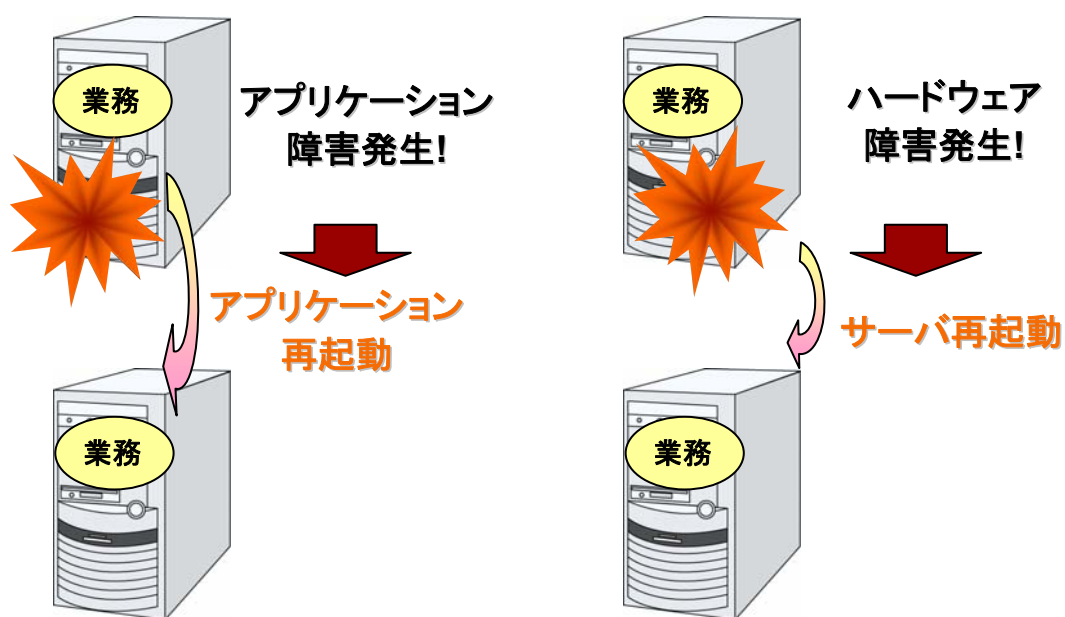 業務
アプリケーション
障害発生!
アプリケーション
再起動
業務
業務
ハードウェア
障害発生!
サーバ再起動
業務